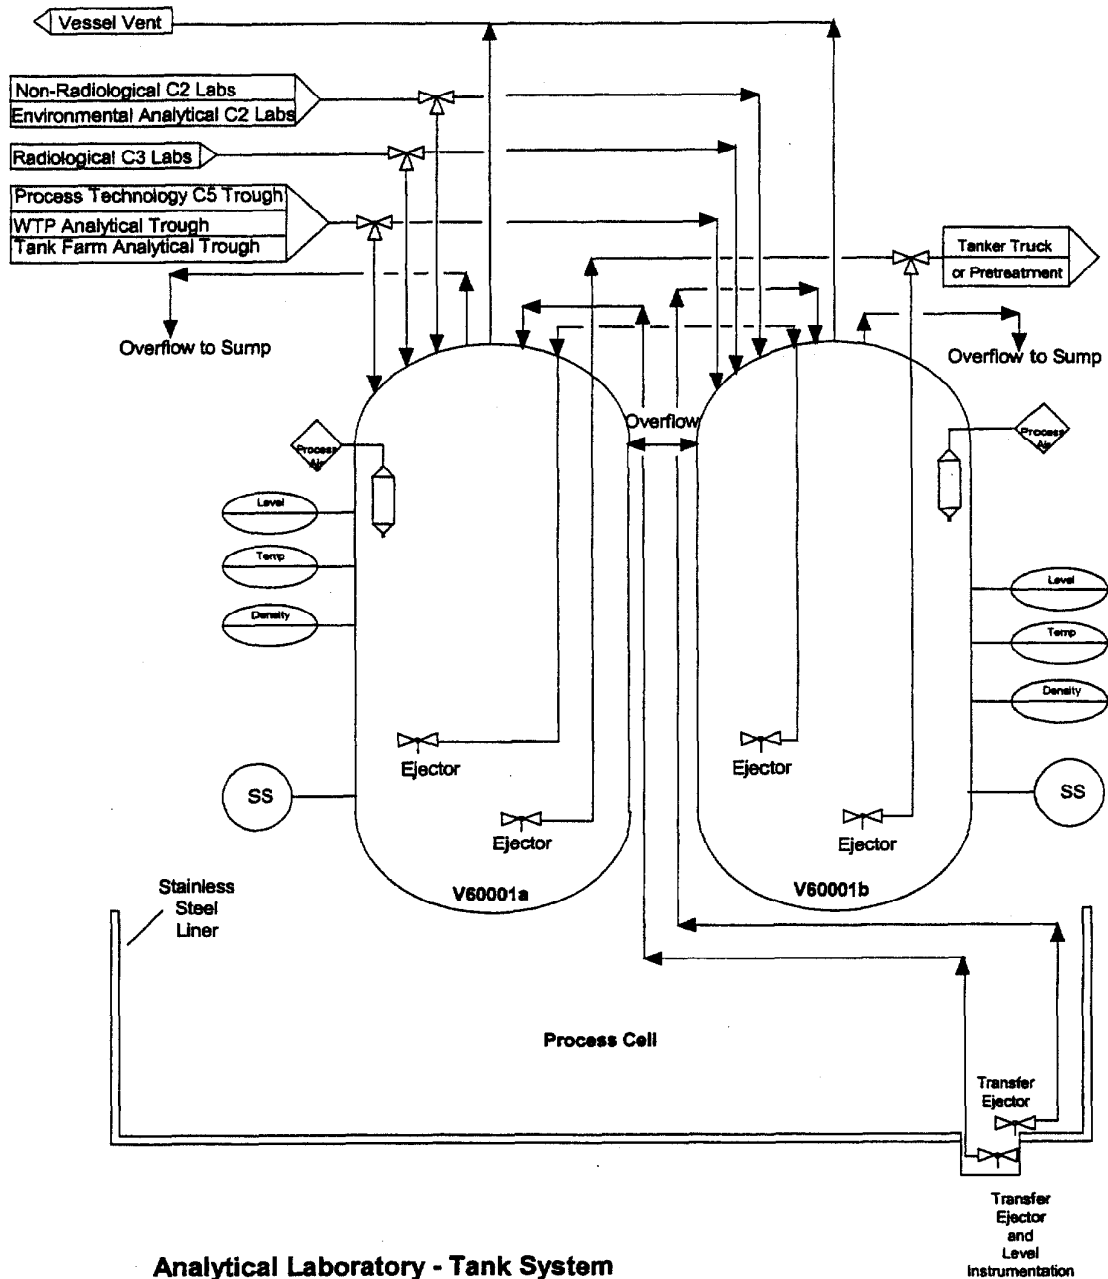 Vessel Vent
Non-Radiological C2 Labs
Environmental Analytical C2 Labs
Radiological C3 Labs
Process Technology C5 Trough
WTP Analytical Trough
Tank Farm Analytical Trough
Tanker Truck
or Pretreatment
Overflow to Sump
Overflow to Sump
Overflow
Process
Air
Process
Air
Level
Temp
Density
Level
Temp
Density
Ejector
Ejector
SS
SS
Ejector
Ejector
V60001a
V60001b
Stainless
Steel
Liner
Process Cell
Transfer
Ejector
Transfer
Ejector
and
Level
Instrumentation
Analytical Laboratory - Tank System